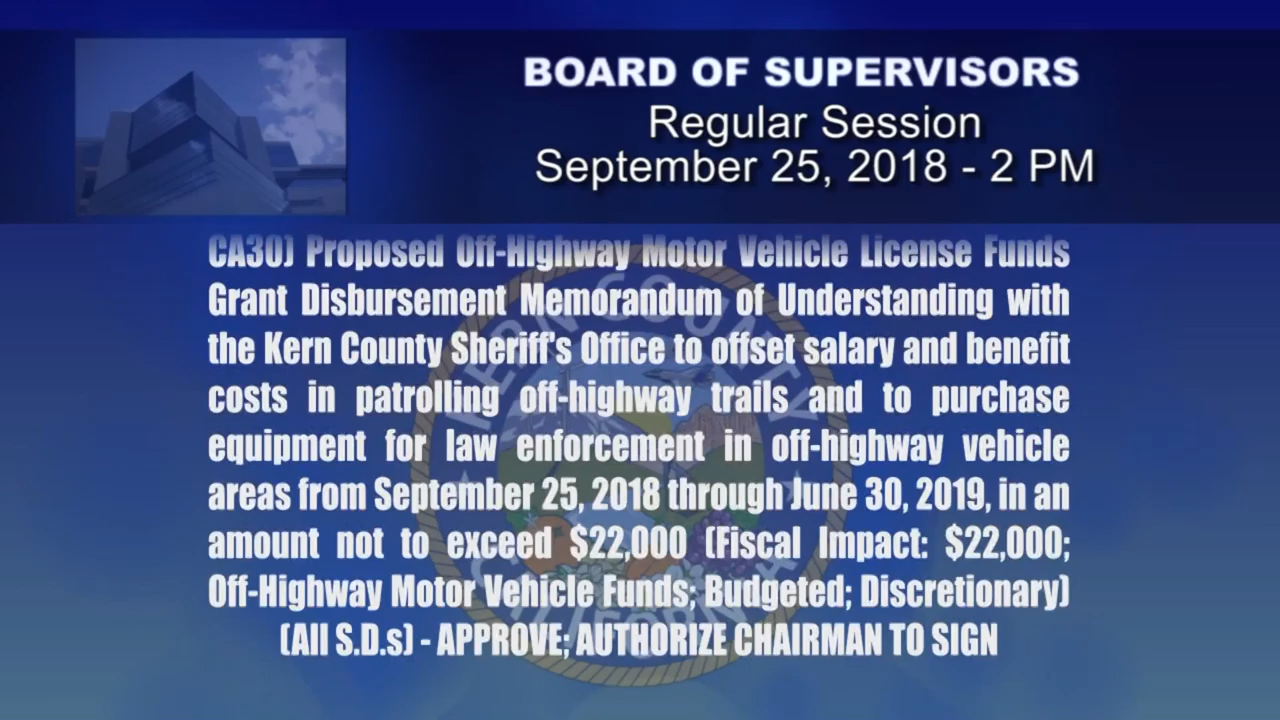 BOARD OF SUPERVISORS
Regular Session
September 25, 2018 - 2 PM
CA30) Proposed Off-Highway Motor Vehicle License Funds
Grant Disbursement Memorandum of Understanding with
the Kern County Sheriff's Office to offset salary and benefit
costs in patrolling off-highway trails and to purchase
equipment for law enforcement in off-highway vehicle
areas from September 25, 2018 through June 30, 2019, in an
amount not to exceed $22,000 (Fiscal Impact: $22,000;
Off-Highway Motor Vehicle Funds; Budgeted; Discretionary)
(All S.D.s) - APPROVE; AUTHORIZE CHAIRMAN TO SIGN
KERN COUNTY
CALIFORNIA